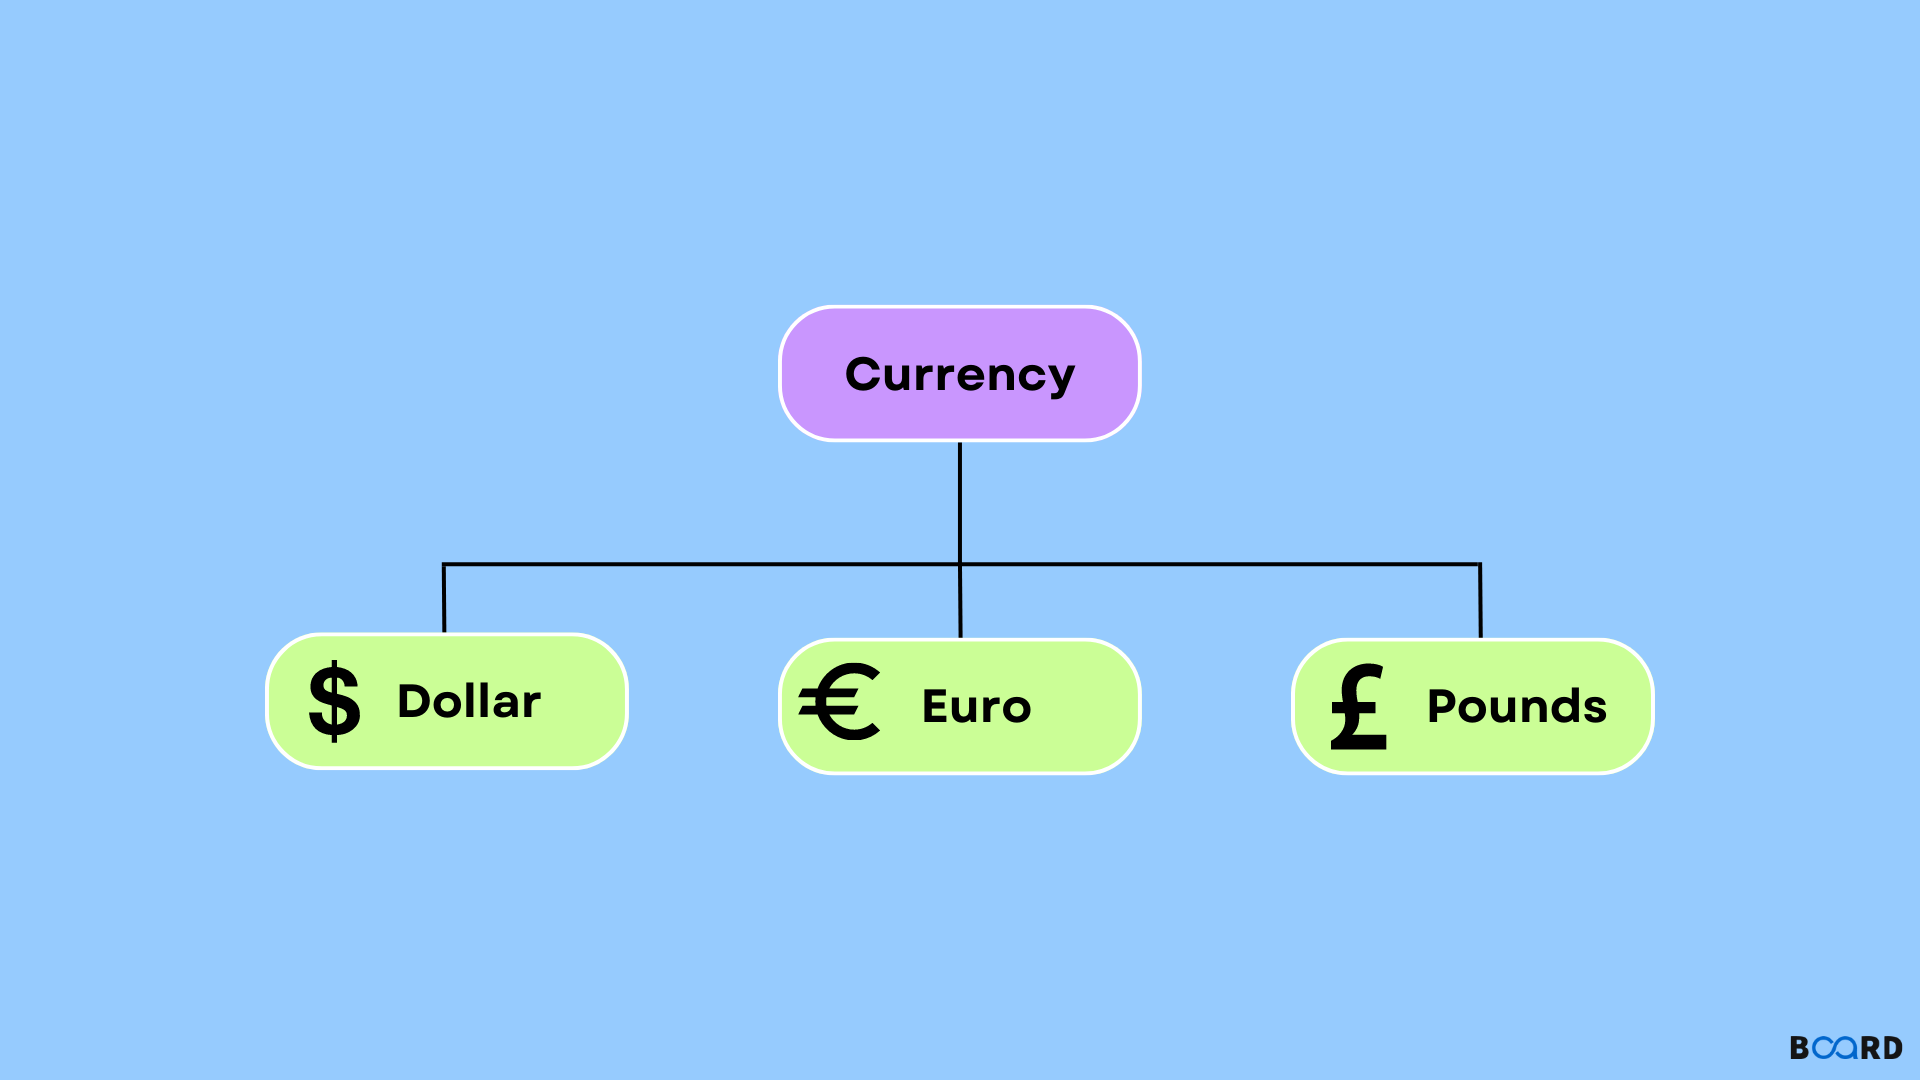 Currency
$ Dollar
€ Euro
£ Pounds
BOARD